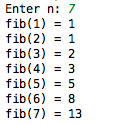 Enter n: 7
fib(1) = 1
fib(2) = 1
fib(3) = 2
fib(4) = 3
fib(5) = 5
fib(6) = 8
fib(7) = 13